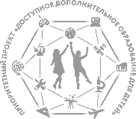 ПРИОРИТЕТНЫЙ ПРОЕКТ «ДОСТУПНОЕ ДОПОЛНИТЕЛЬНОЕ ОБРАЗОВАНИЕ ДЛЯ ДЕТЕЙ»